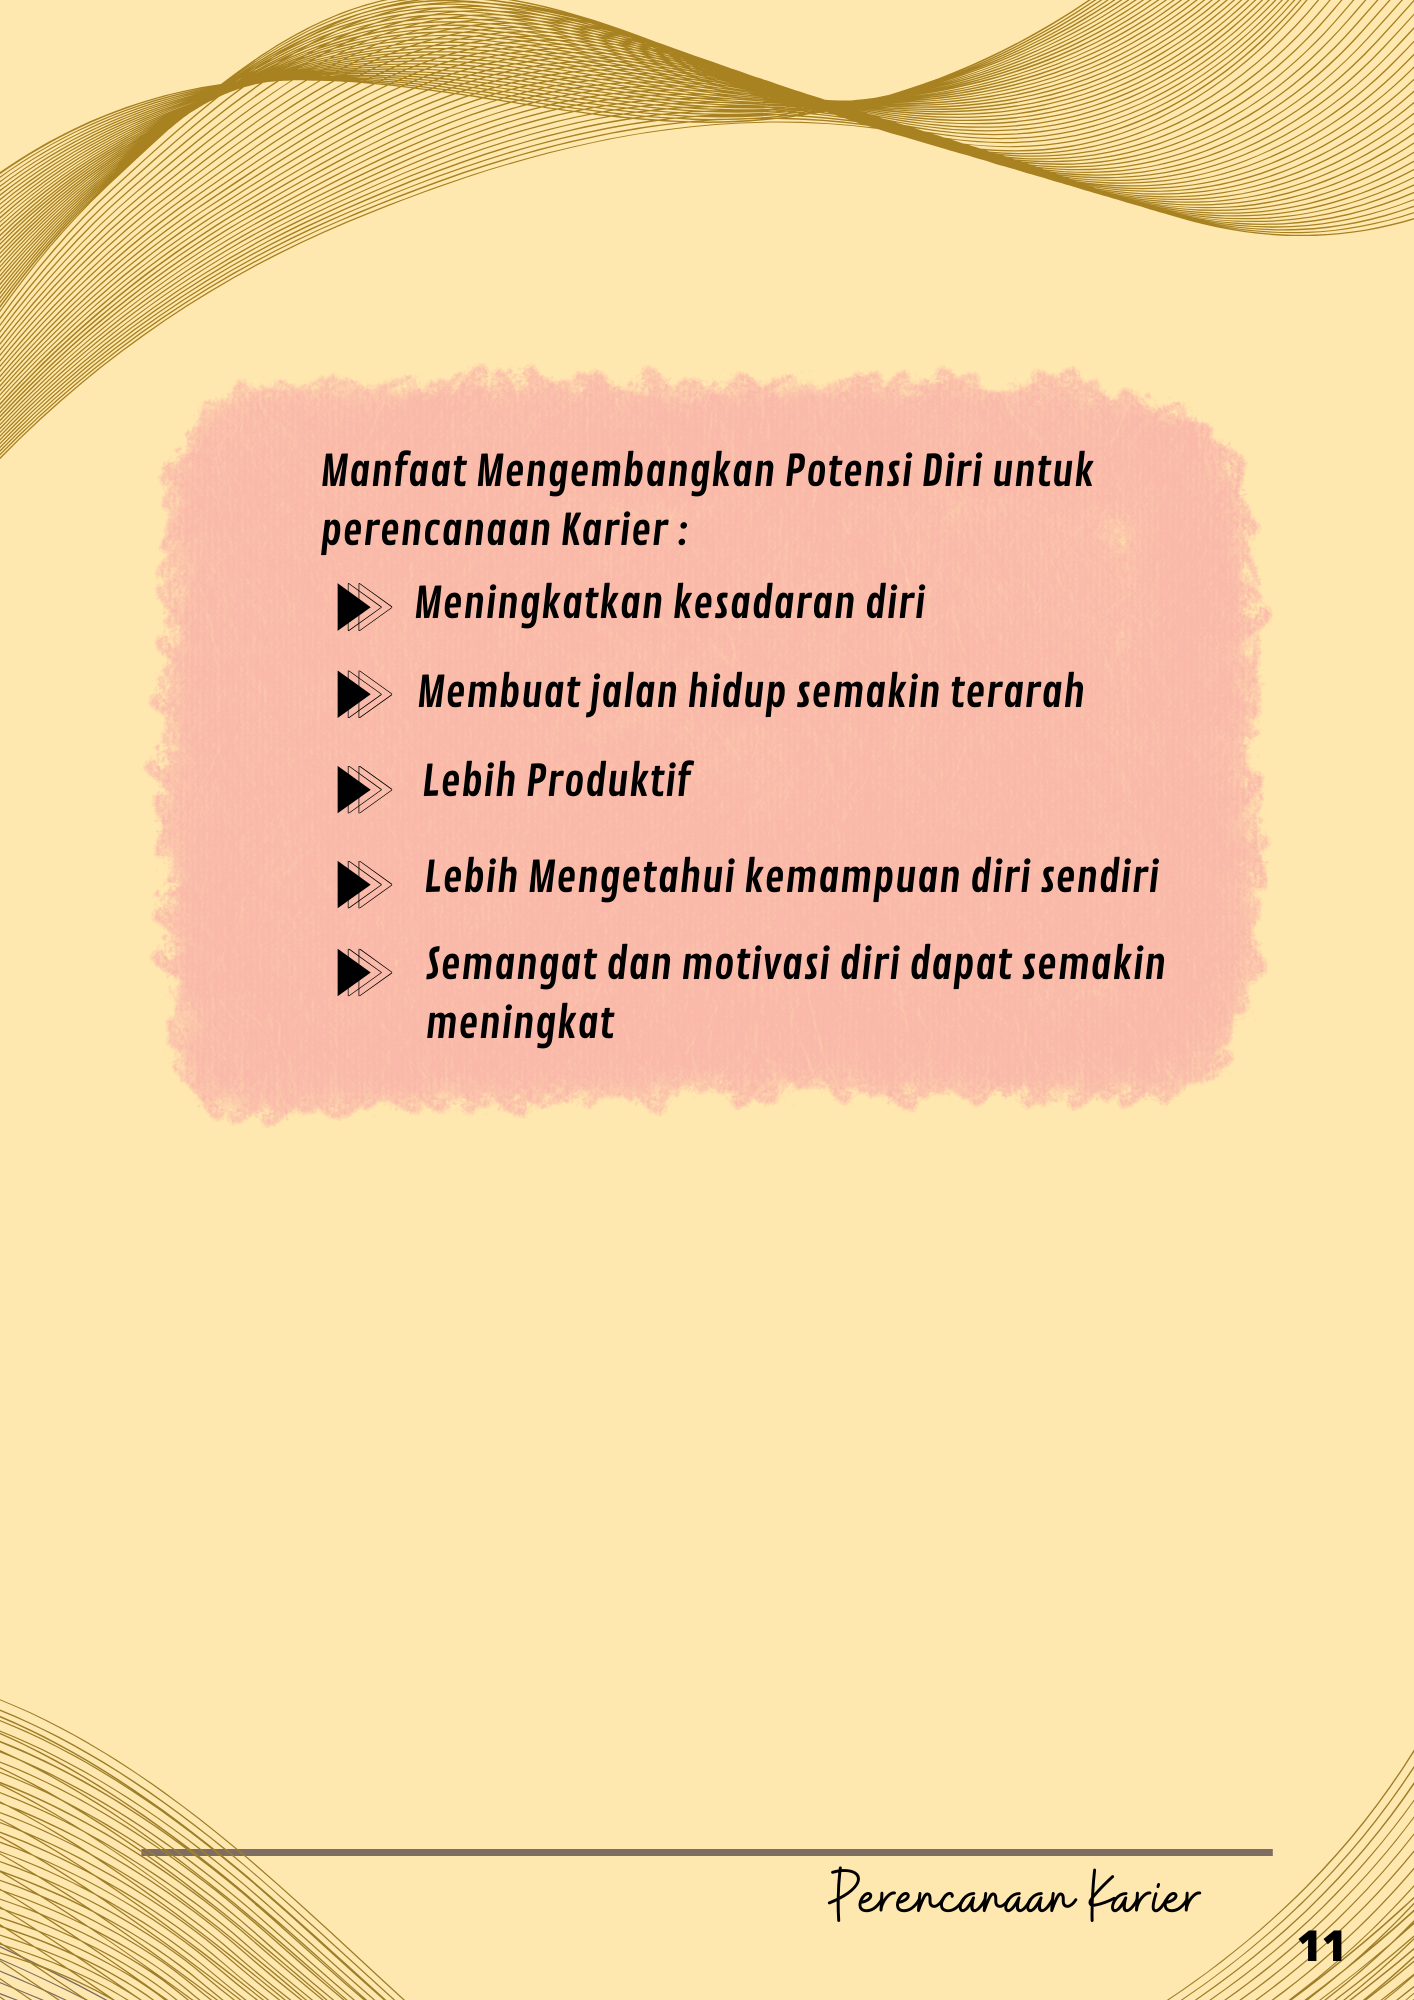 Manfaat Mengembangkan Potensi Diri untuk
perencanaan Karier :
Meningkatkan kesadaran diri
Membuat jalan hidup semakin terarah
Lebih Produktif
Lebih Mengetahui kemampuan diri sendiri
Semangat dan motivasi diri dapat semakin
meningkat
Perencanaan Karier
11